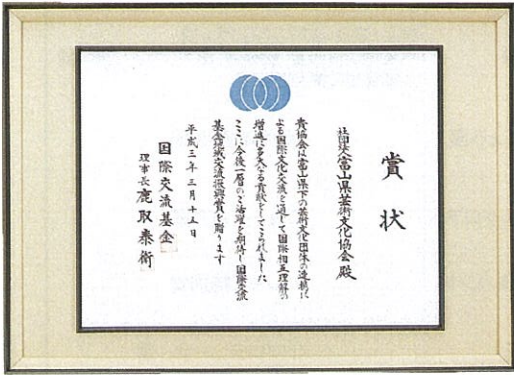 賞状
社団法人富山県芸術文化協会殿
貴協会は富山県下の芸術文化団体の連携に
よる国際文化交流を通して国際相互理解の
増進に多大なる貢献をしてこられました
ここに今後一層のご活躍を期待し国際交流
基金地域交流振興賞を贈ります
平成三年三月十五日
国際交流基金
理事長鹿取泰衛